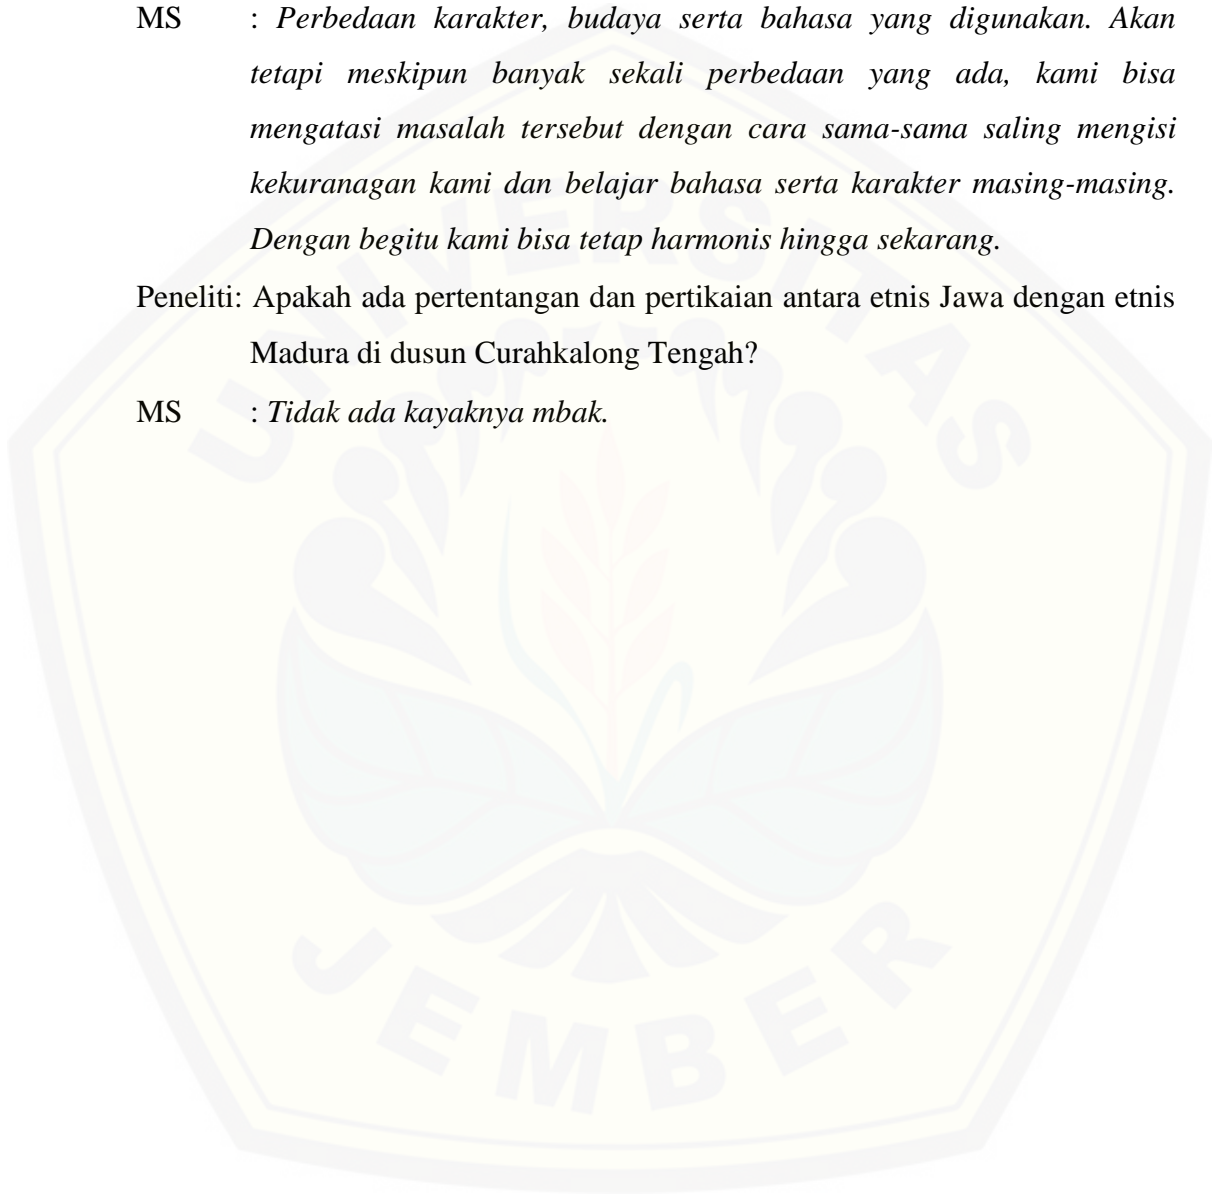 MS : Perbedaan karakter, budaya serta bahasa yang digunakan. Akan
tetapi meskipun banyak sekali perbedaan yang ada, kami bisa
mengatasi masalah tersebut dengan cara sama-sama saling mengisi
kekuranagan kami dan belajar bahasa serta karakter masing-masing.
Dengan begitu kami bisa tetap harmonis hingga sekarang.
Peneliti: Apakah ada pertentangan dan pertikaian antara etnis Jawa dengan etnis
Madura di dusun Curahkalong Tengah?
MS : Tidak ada kayaknya mbak.
UNIVERSITAS
JEMBER